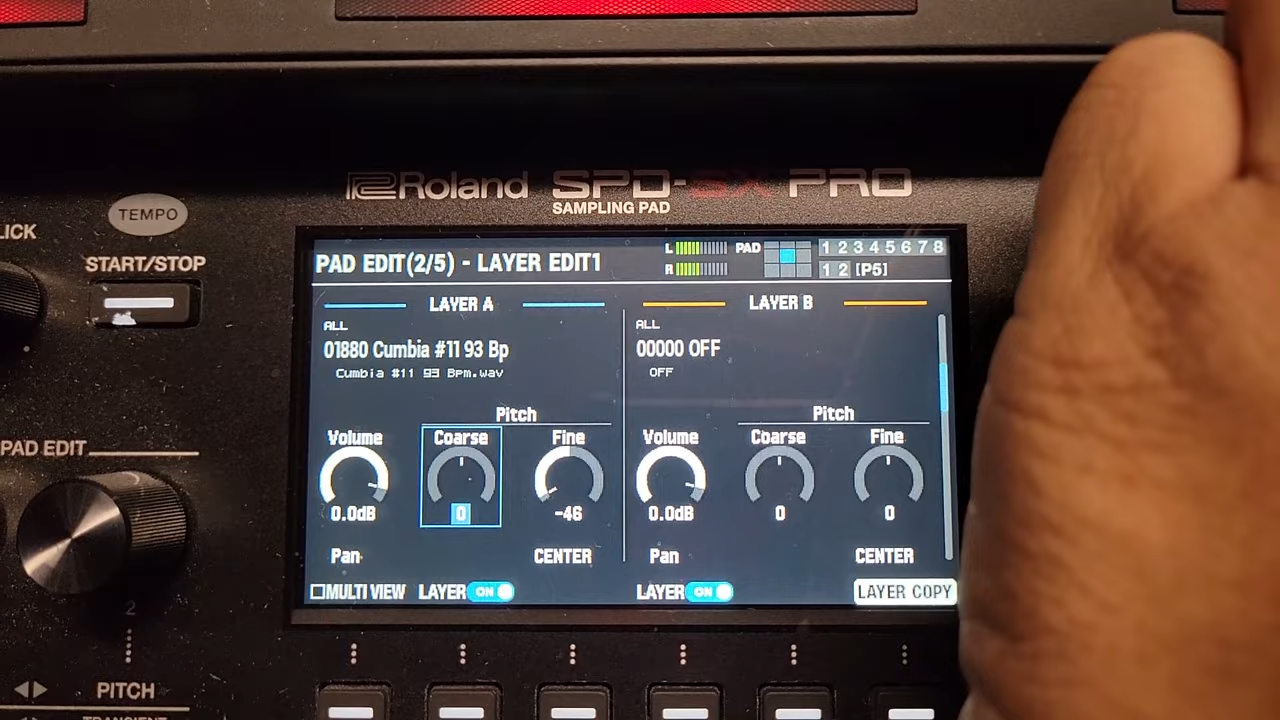 Roland SPD-SX PRO
SAMPLING PAD
LICK
TEMPO
START/STOP
PAD EDIT
2
PITCH
TRANSIENT
PAD EDIT(2/5) - LAYER EDIT1
L
R
PAD
1 2 3 4 5 6 7 8
1 2 [P5]
LAYER A
ALL
01880 Cumbia #11 93 Bp
Cumbia #11 93 Bpm.wav
Pitch
Volume Coarse Fine
0.0dB 0 -46
Pan CENTER
LAYER B
ALL
00000 OFF
OFF
Pitch
Volume Coarse Fine
0.0dB 0 0
Pan CENTER
MULTI VIEW LAYER ON LAYER ON LAYER COPY